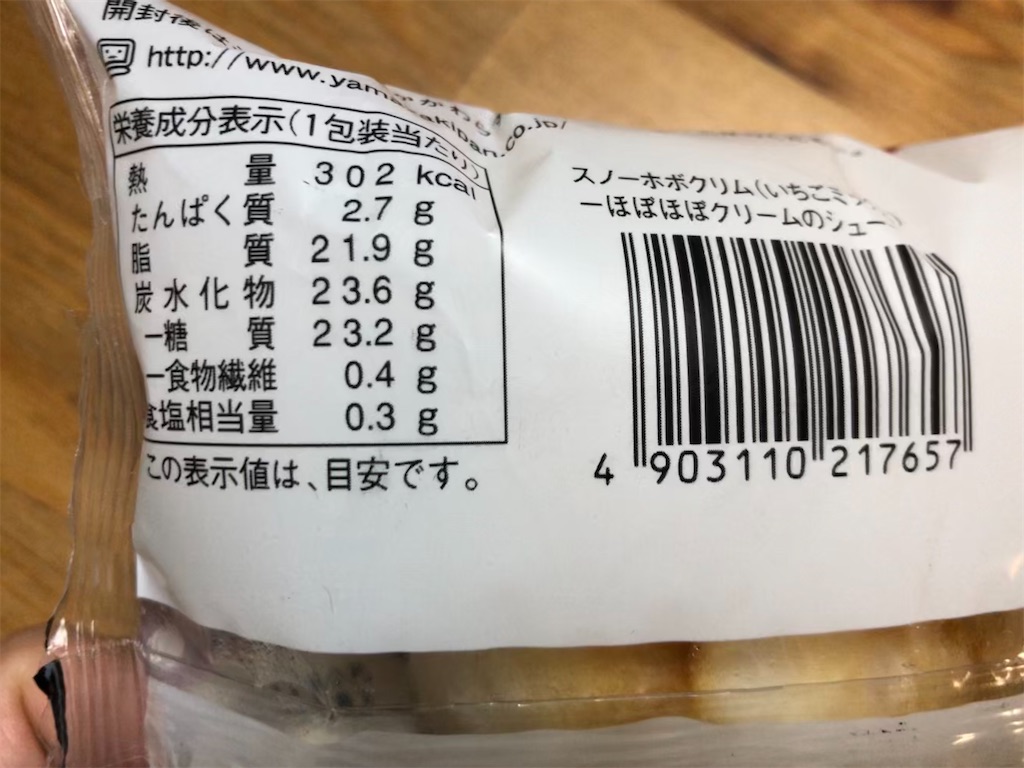 開封後は
http://www.yam
akipan.co.jp/
栄養成分表示(1包装当たり)
熱量 302 kcal
たんぱく質 2.7 g
脂質 21.9 g
炭水化物 23.6 g
ー糖質 23.2 g
ー食物繊維 0.4 g
食塩相当量 0.3 g
この表示値は、目安です。
スノーホボクリム(いちごミ
ーほぼほぼクリームのシュー
4 903110 217657